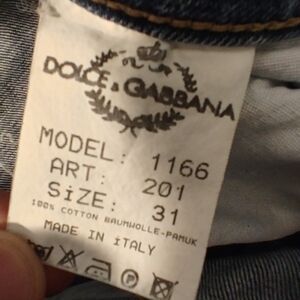 DOLCE & GABBANA
MODEL: 1166
ART: 201
SiZE: 31
100% COTTON BAUMWOLLE-PAMUK
MADE IN iTALY